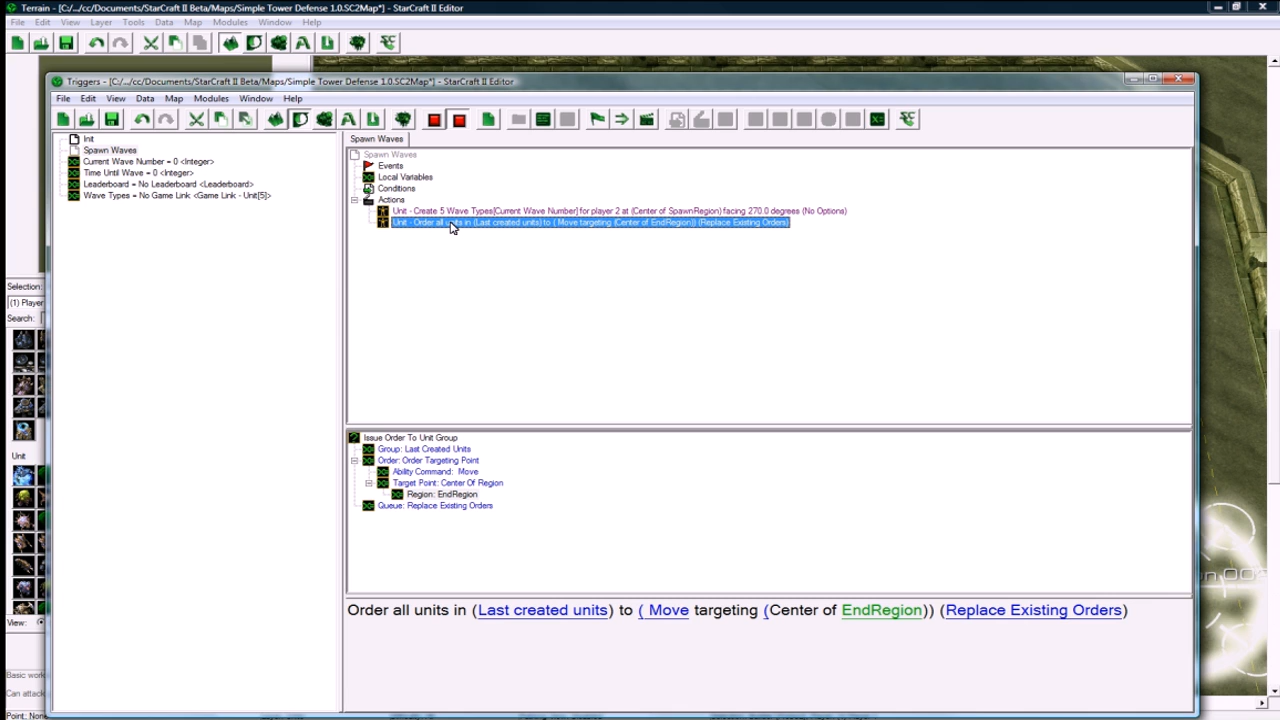 Terrain - [C:/.../cc/Documents/StarCraft II Beta/Maps/Simple Tower Defense 1.0.SC2Map*] - StarCraft II Editor
File Edit View Layer Tools Data Map Modules Window Help
Triggers - [C:/.../cc/Documents/StarCraft II Beta/Maps/Simple Tower Defense 1.0.SC2Map*] - StarCraft II Editor
File Edit View Data Map Modules Window Help
Init
Spawn Waves
Current Wave Number = 0 <Integer>
Time Until Wave = 0 <Integer>
Leaderboard = No Leaderboard <Leaderboard>
Wave Types = No Game Link <Game Link - Unit[5]>
Spawn Waves
Spawn Waves
Events
Local Variables
Conditions
Actions
Unit - Create 5 Wave Types[Current Wave Number] for player 2 at (Center of SpawnRegion) facing 270.0 degrees (No Options)
Unit - Order all units in (Last created units) to ( Move targeting (Center of EndRegion)) (Replace Existing Orders)
Selection:
(1) Player
Search:
Unit
View:
Basic work
Can attack
Point: None
Issue Order To Unit Group
Group: Last Created Units
Order: Order Targeting Point
Ability Command: Move
Target Point: Center Of Region
Region: EndRegion
Queue: Replace Existing Orders
Order all units in (Last created units) to ( Move targeting (Center of EndRegion)) (Replace Existing Orders)